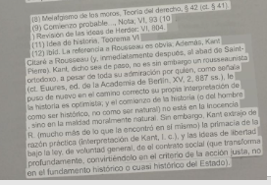 (8) Metafísica de los moros, Teoría del derecho, § 42 (cf. § 41).
(9) Comienzo probable..., Nota; VI, 93 (10
) Revisión de las ideas de Herder, VI, 604.
(11) Idea de historia, Teorema VI
(12) Ibid. La referencia a Rousseau es obvia. Además, Kant
Citaré a Rousseau (y, inmediatamente después, al abad de Saint-
Pierre). Kant, dicho sea de paso, no es sin embargo un rousseaunista
ortodoxo, a pesar de toda su admiración por quien, como señala
(cf. Euures, ed. de la Academia de Berlín, XV, 2, 887 ss.), le
puso de nuevo en el camino correcto su propia interpretación de
la historia es optimista, y el comienzo de la historia (o del hombre
como ser histórico, no como ser natural) no está en la inocencia
, sino en la nulidad moralmente natural. Sin embargo, Kant extrajo de
R. (mucho más de lo que la encontró en sí mismo) la primacía de la
razón práctica (Interpretación de Kant, l. c.), y las ideas de libertad
bajo la ley, de voluntad general, de el contrato social (que transforma
profundamente, convirtiéndolo en el criterio de la acción justa, no
en el fundamento histórico o cuasi histórico del Estado).